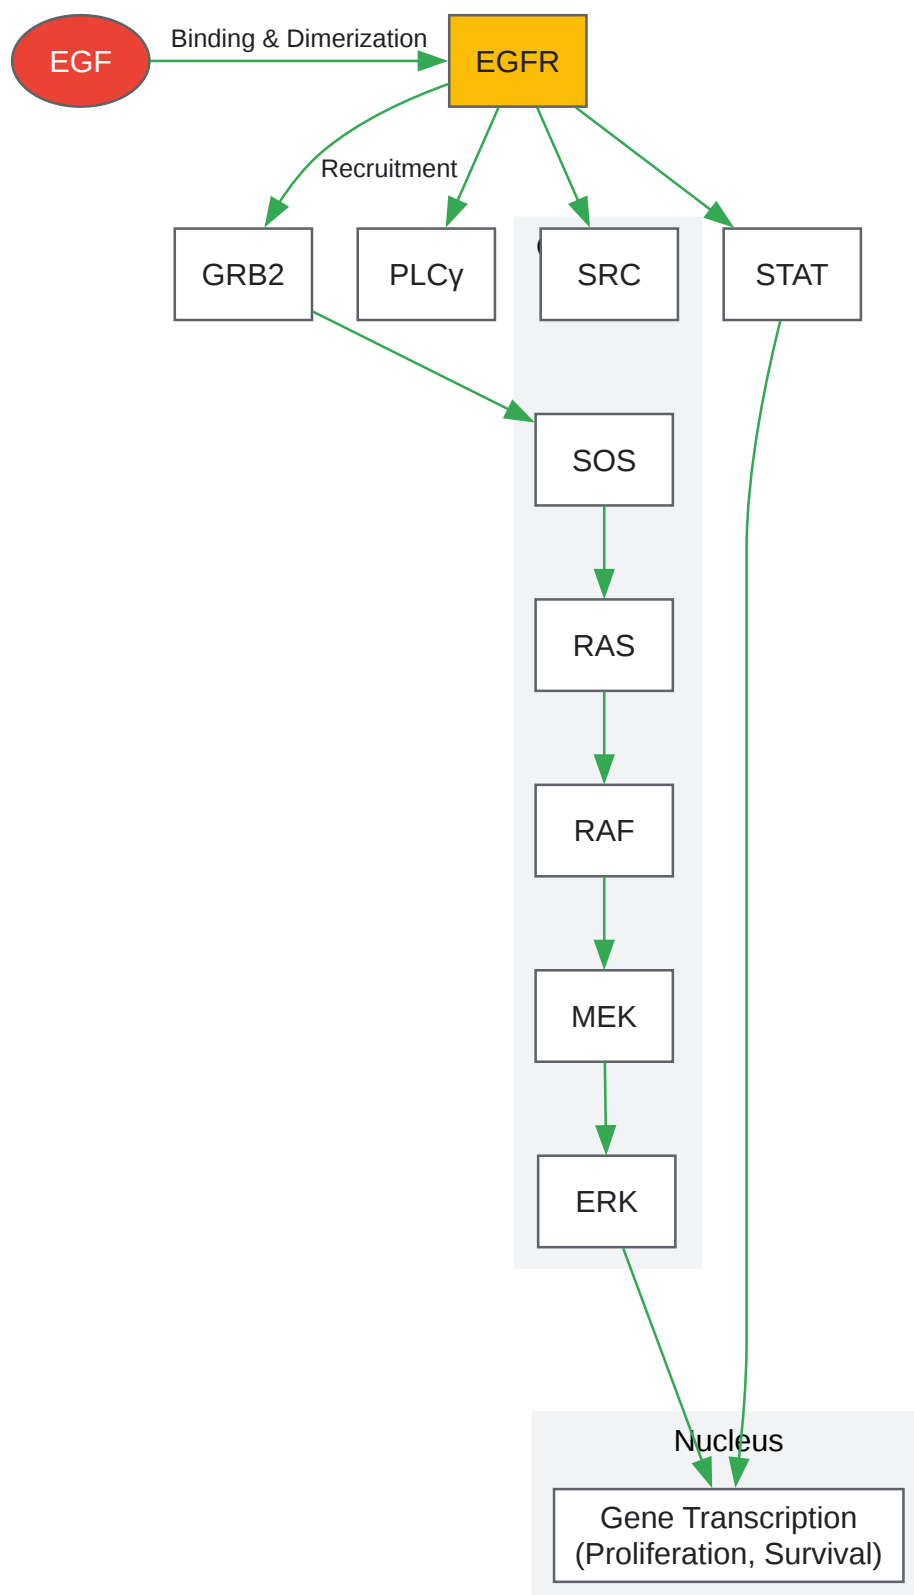 EGF
Binding & Dimerization
EGFR
Recruitment
GRB2
PLCγ
SRC
STAT
SOS
RAS
RAF
MEK
ERK
Nucleus
Gene Transcription
(Proliferation, Survival)